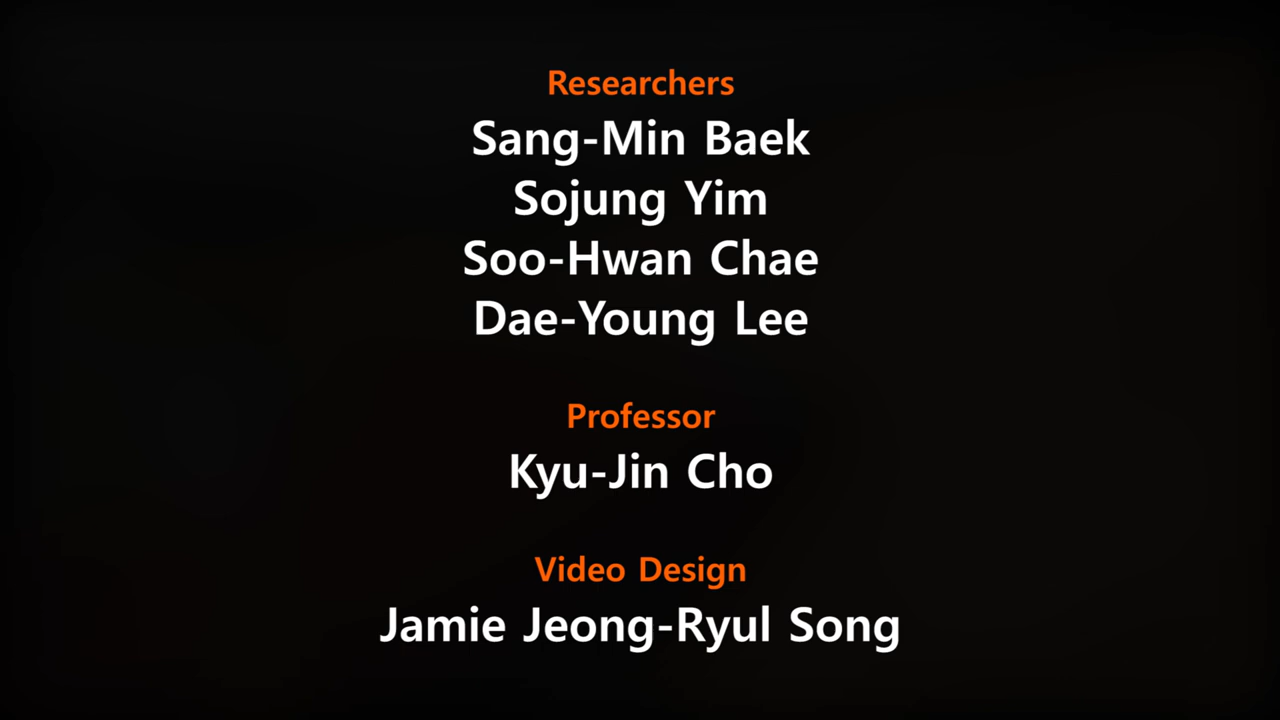 Researchers
Sang-Min Baek
Sojung Yim
Soo-Hwan Chae
Dae-Young Lee
Professor
Kyu-Jin Cho
Video Design
Jamie Jeong-Ryul Song